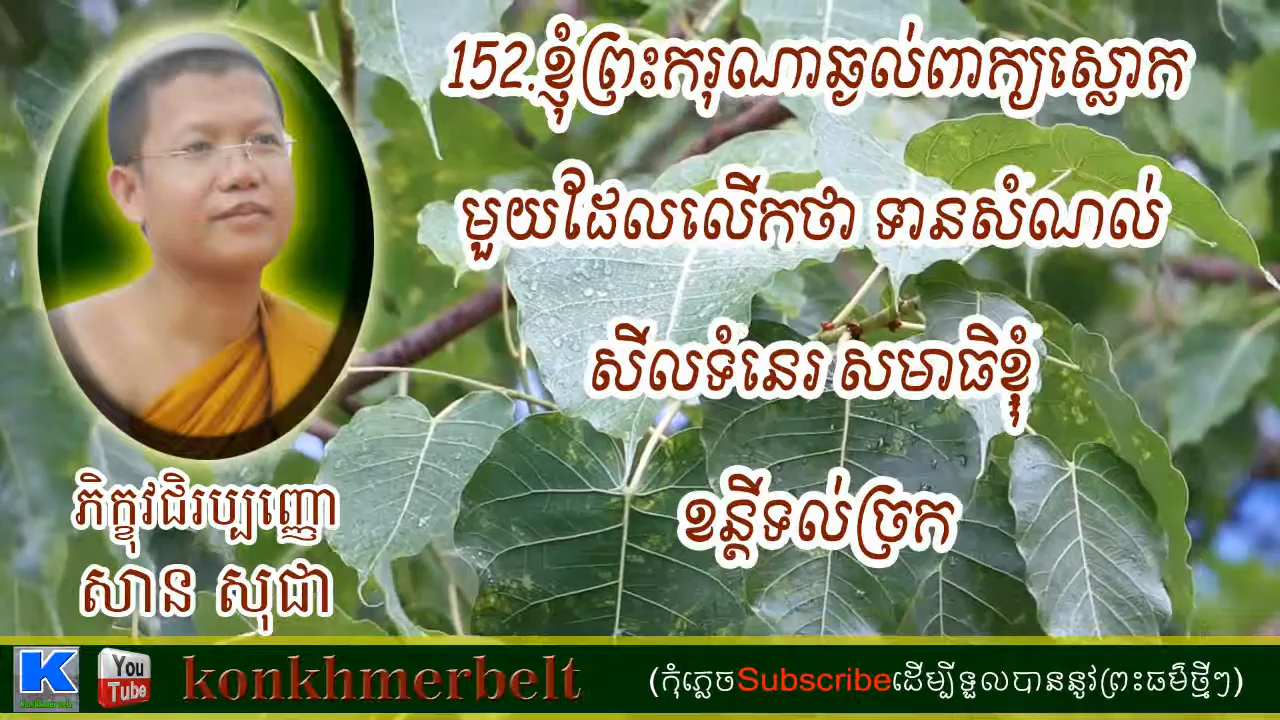 152.ខ្ញុំព្រះករុណាឆ្ងល់ពាក្យស្លោក
មួយដែលលើកថា ទានសំណល់
សីលទំនេរ សមាធិខ្ជុំ
ខន្តីទល់ច្រក
ភិក្ខុវជិរប្បញ្ញោ
សាន សុជា
K
konkhmer belt
You
Tube
konkhmerbelt
(កុំភ្លេចSubscribeដើម្បីទទួលបាននូវព្រះធម៌ថ្មីៗ)